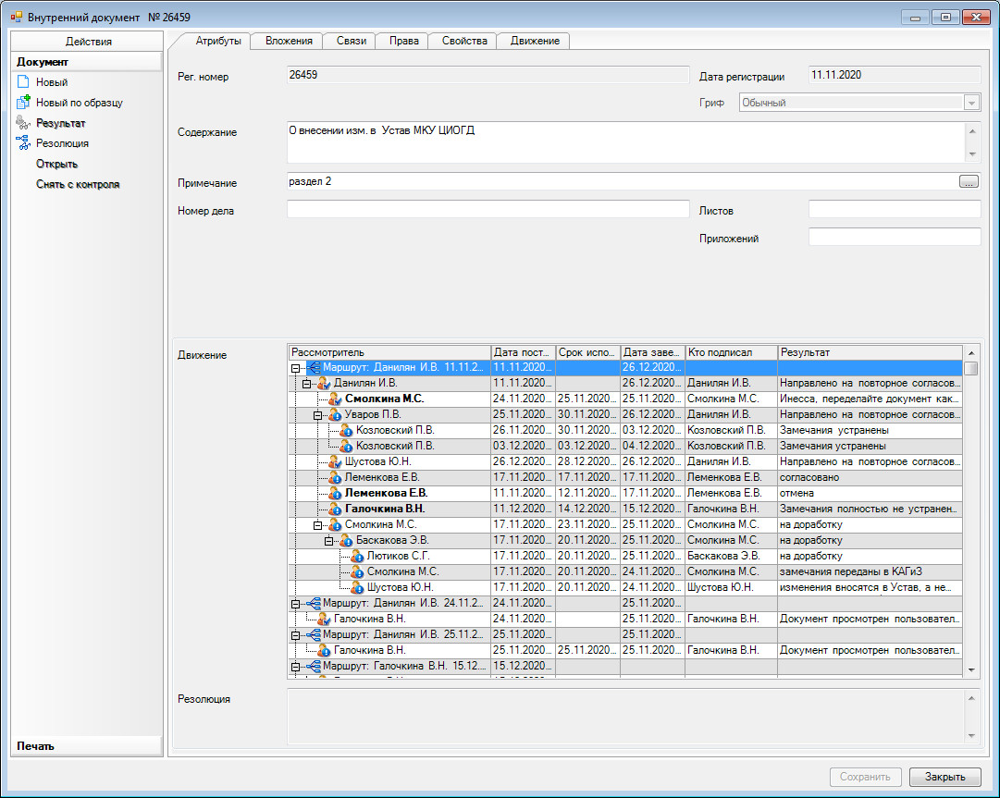 Внутренний документ № 26459
Действия
Документ
Новый
Новый по образцу
Результат
Резолюция
Открыть
Снять с контроля
Печать
Атрибуты Вложения Связи Права Свойства Движение
Рег. номер 26459 Дата регистрации 11.11.2020
Гриф Обычный
Содержание О внесении изм. в Устав МКУ ЦИОГД
Примечание раздел 2 ...
Номер дела Листов
Приложений
Движение
Рассмотритель Дата пост... Срок испо... Дата заве... Кто подписал Результат
Маршрут: Данилян И.В. 11.11.2... 11.11.2020... 26.12.2020...
Данилян И.В. 11.11.2020... 26.12.2020... Данилян И.В. Направлено на повторное согласов...
Смолкина М.С. 24.11.2020... 25.11.2020... 25.11.2020... Смолкина М.С. Инесса, переделайте документ как...
Уваров П.В. 25.11.2020... 30.11.2020... 26.12.2020... Данилян И.В. Направлено на повторное согласов...
Козловский П.В. 26.11.2020... 30.11.2020... 03.12.2020... Козловский П.В. Замечания устранены
Козловский П.В. 03.12.2020... 03.12.2020... 04.12.2020... Козловский П.В. Замечания устранены
Шустова Ю.Н. 26.12.2020... 28.12.2020... 26.12.2020... Данилян И.В. Направлено на повторное согласов...
Леменкова Е.В. 17.11.2020... 17.11.2020... 17.11.2020... Леменкова Е.В. согласовано
Леменкова Е.В. 11.11.2020... 12.11.2020... 17.11.2020... Леменкова Е.В. отмена
Галочкина В.Н. 11.12.2020... 14.12.2020... 15.12.2020... Галочкина В.Н. Замечания полностью не устранен...
Смолкина М.С. 17.11.2020... 23.11.2020... 25.11.2020... Смолкина М.С. на доработку
Баскакова Э.В. 17.11.2020... 20.11.2020... 25.11.2020... Смолкина М.С. на доработку
Лютиков С.Г. 17.11.2020... 20.11.2020... 25.11.2020... Баскакова Э.В. на доработку
Смолкина М.С. 17.11.2020... 20.11.2020... 24.11.2020... Смолкина М.С. замечания переданы в КАГиЗ
Шустова Ю.Н. 17.11.2020... 20.11.2020... 24.11.2020... Шустова Ю.Н. изменения вносятся в Устав, а не...
Маршрут: Данилян И.В. 24.11.2... 24.11.2020... 25.11.2020...
Галочкина В.Н. 24.11.2020... 25.11.2020... Галочкина В.Н. Документ просмотрен пользовател...
Маршрут: Данилян И.В. 25.11.2... 25.11.2020... 25.11.2020...
Галочкина В.Н. 25.11.2020... 25.11.2020... 25.11.2020... Галочкина В.Н. Документ просмотрен пользовател...
Маршрут: Галочкина В.Н. 15.12.... 15.12.2020...
Резолюция
Сохранить Закрыть